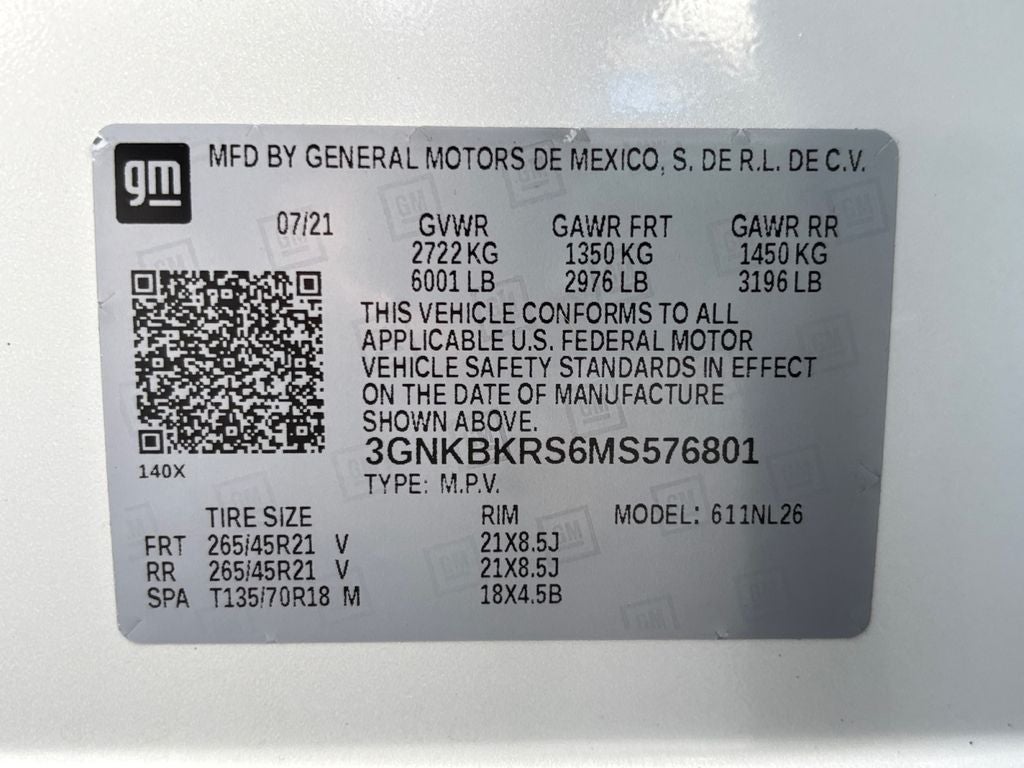 gm MFD BY GENERAL MOTORS DE MEXICO, S. DE R.L. DE C.V.
07/21 GVWR GAWR FRT GAWR RR
2722 KG 1350 KG 1450 KG
6001 LB 2976 LB 3196 LB
THIS VEHICLE CONFORMS TO ALL
APPLICABLE U.S. FEDERAL MOTOR
VEHICLE SAFETY STANDARDS IN EFFECT
ON THE DATE OF MANUFACTURE
SHOWN ABOVE.
3GNKBKRS6MS576801
140X
TYPE: M.P.V.
TIRE SIZE RIM MODEL: 611NL26
FRT 265/45R21 V 21X8.5J
RR 265/45R21 V 21X8.5J
SPA T135/70R18 M 18X4.5B